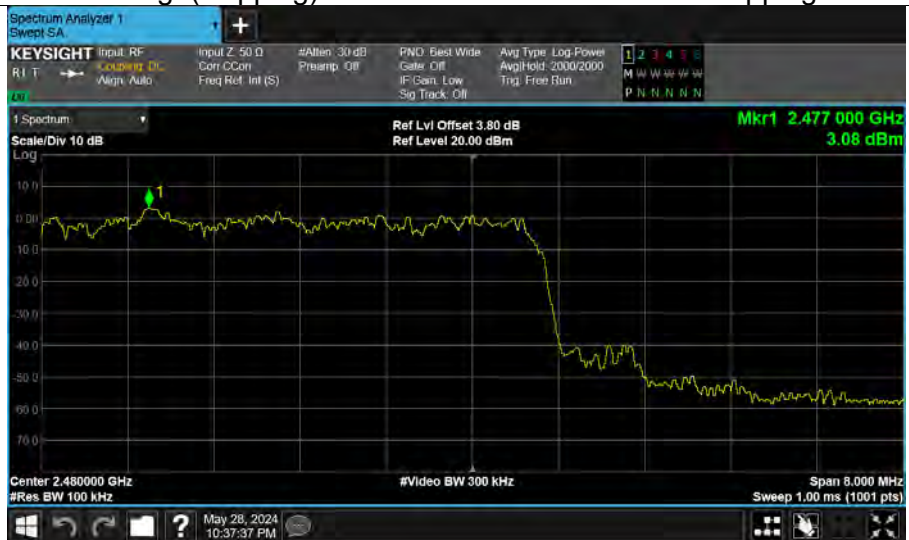 Spectrum Analyzer 1
Swept SA
+
KEYSIGHT Input: RF Input Z: 50 Ω #Atten: 30 dB PNO: Best Wide Avg Type: Log-Power 1 2 3 4 5 6
RL T Coupling: DC Corr CCorr Preamp: Off Gate: Off Avg|Hold: 2000/2000 M W W W W W
Align: Auto Freq Ref: Int (S) IF Gain: Low Trig: Free Run
Sig Track: Off P N N N N N
1 Spectrum Ref Lvl Offset 3.80 dB Mkr1 2.477 000 GHz
Scale/Div 10 dB Ref Level 20.00 dBm 3.08 dBm
Log
10.0
1
0.00
-10.0
-20.0
-40.0
-50.0
-60.0
-70.0
Center 2.480000 GHz #Video BW 300 kHz Span 8.000 MHz
#Res BW 100 kHz Sweep 1.00 ms (1001 pts)
? May 28, 2024
10:37:37 PM